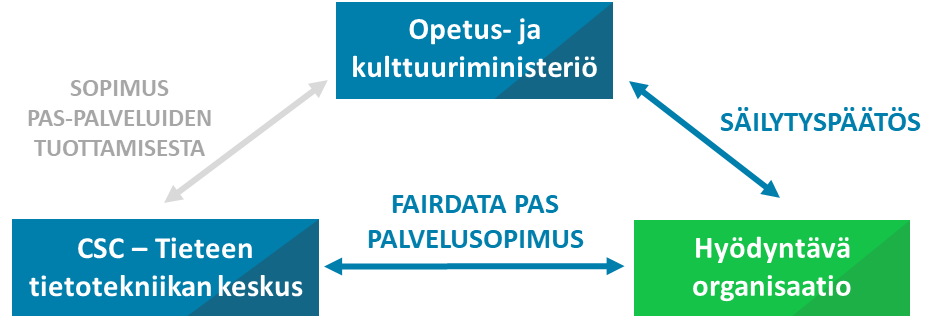 Opetus- ja
kulttuuriministeriö
SOPIMUS
PAS-PALVELUIDEN
TUOTTAMISESTA
SÄILYTYSPÄÄTÖS
FAIRDATA PAS
PALVELUSOPIMUS
CSC – Tieteen
tietotekniikan keskus
Hyödyntävä
organisaatio